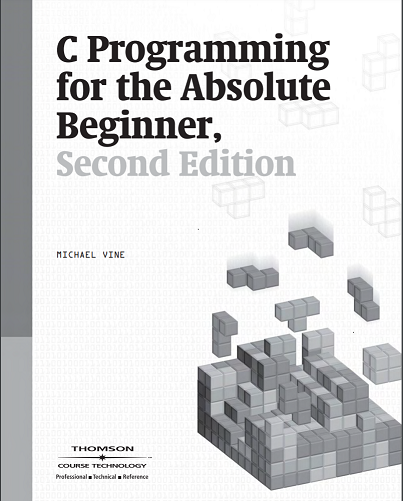 C Programming
for the Absolute
Beginner,
Second Edition
MICHAEL VINE
THOMSON
COURSE TECHNOLOGY
Professional ■ Technical ■ Reference